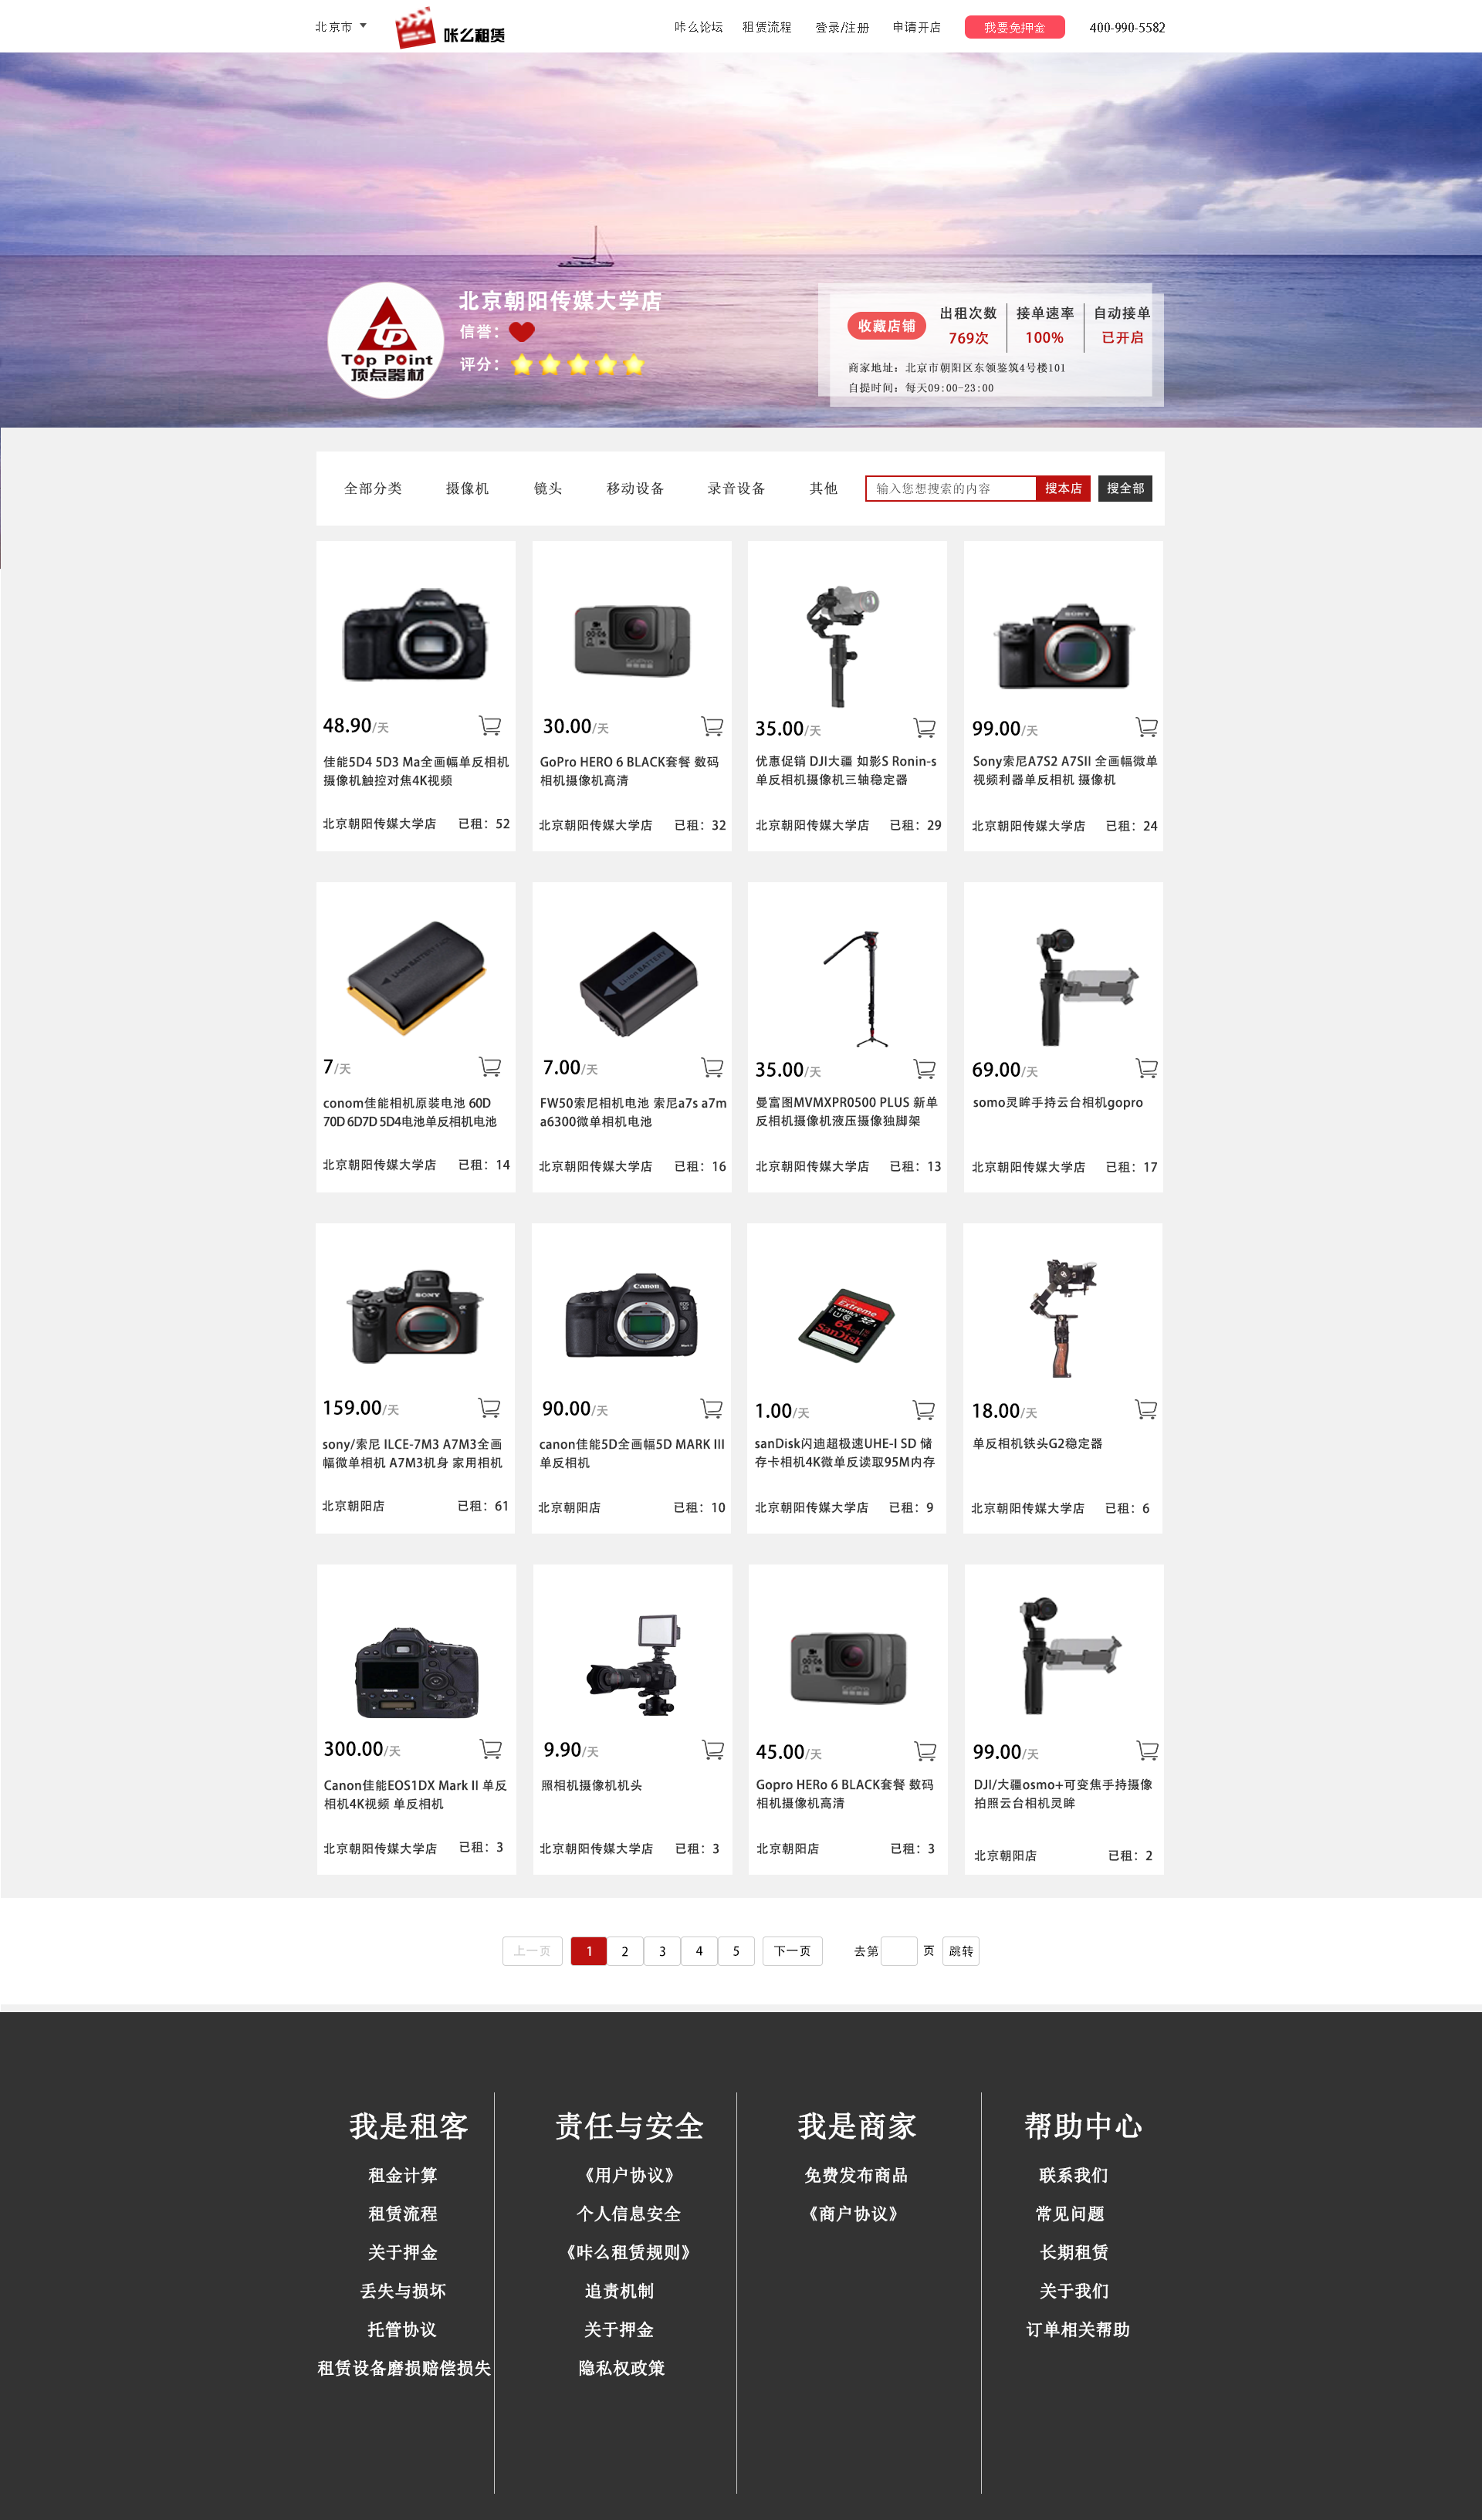 北京市
咔么租赁
咔么论坛 租赁流程 登录/注册 申请开店 我要免押金 400-990-5582
Top Point
顶点器材
北京朝阳传媒大学店
信誉：
评分：
收藏店铺
出租次数 接单速率 自动接单
769次 100% 已开启
商家地址：北京市朝阳区东领鉴筑4号楼101
自提时间：每天09:00-23:00
全部分类 摄像机 镜头 移动设备 录音设备 其他 输入您想搜索的内容 搜本店 搜全部
48.90/天
佳能5D4 5D3 Ma全画幅单反相机
摄像机触控对焦4K视频
北京朝阳传媒大学店 已租：52
30.00/天
GoPro HERO 6 BLACK套餐 数码
相机摄像机高清
北京朝阳传媒大学店 已租：32
35.00/天
优惠促销 DJI大疆 如影S Ronin-s
单反相机摄像机三轴稳定器
北京朝阳传媒大学店 已租：29
SONY
99.00/天
Sony索尼A7S2 A7SII 全画幅微单
视频利器单反相机 摄像机
北京朝阳传媒大学店 已租：24
Li-ion BATTERY PACK
7/天
conom佳能相机原装电池 60D
70D 6D7D 5D4电池单反相机电池
北京朝阳传媒大学店 已租：14
Li-ion BATTERY
7.00/天
FW50索尼相机电池 索尼a7s a7m
a6300微单相机电池
北京朝阳传媒大学店 已租：16
35.00/天
曼富图MVMXPR0500 PLUS 新单
反相机摄像机液压摄像独脚架
北京朝阳传媒大学店 已租：13
69.00/天
somo灵眸手持云台相机gopro
北京朝阳传媒大学店 已租：17
SONY
159.00/天
sony/索尼 ILCE-7M3 A7M3全画
幅微单相机 A7M3机身 家用相机
北京朝阳店 已租：61
Canon
90.00/天
canon佳能5D全画幅5D MARK III
单反相机
北京朝阳店 已租：10
Extreme
64GB
SanDisk
1.00/天
sanDisk闪迪超极速UHE-I SD 储
存卡相机4K微单反读取95M内存
北京朝阳传媒大学店 已租：9
18.00/天
单反相机铁头G2稳定器
北京朝阳传媒大学店 已租：6
300.00/天
Canon佳能EOS1DX Mark II 单反
相机4K视频 单反相机
北京朝阳传媒大学店 已租：3
9.90/天
照相机摄像机机头
北京朝阳传媒大学店 已租：3
45.00/天
Gopro HERo 6 BLACK套餐 数码
相机摄像机高清
北京朝阳店 已租：3
99.00/天
DJI/大疆osmo+可变焦手持摄像
拍照云台相机灵眸
北京朝阳店 已租：2
上一页 1 2 3 4 5 下一页 去第 页 跳转
我是租客
租金计算
租赁流程
关于押金
丢失与损坏
托管协议
租赁设备磨损赔偿损失
责任与安全
《用户协议》
个人信息安全
《咔么租赁规则》
追责机制
关于押金
隐私权政策
我是商家
免费发布商品
《商户协议》
帮助中心
联系我们
常见问题
长期租赁
关于我们
订单相关帮助